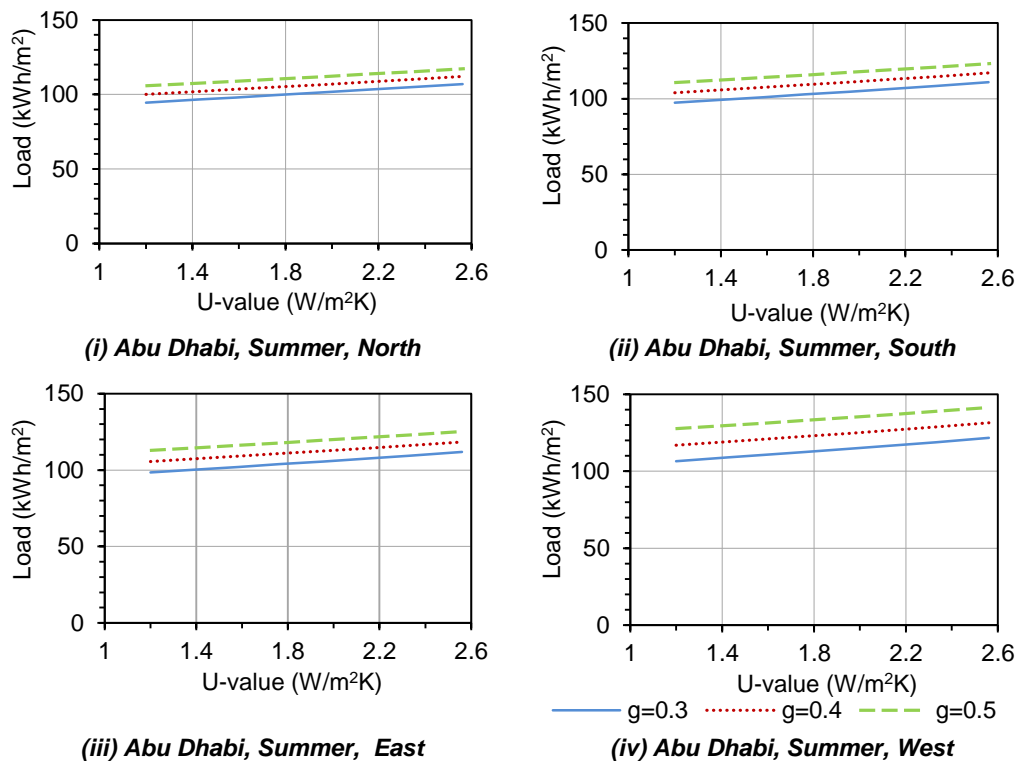 150
100
50
0
Load (kWh/m²)
1 1.4 1.8 2.2 2.6
U-value (W/m²K)
(i) Abu Dhabi, Summer, North
150
100
50
0
Load (kWh/m²)
1 1.4 1.8 2.2 2.6
U-value (W/m²K)
(ii) Abu Dhabi, Summer, South
150
100
50
0
Load (kWh/m²)
1 1.4 1.8 2.2 2.6
U-value (W/m²K)
(iii) Abu Dhabi, Summer, East
150
100
50
0
Load (kWh/m²)
1 1.4 1.8 2.2 2.6
U-value (W/m²K)
g=0.3 g=0.4 g=0.5
(iv) Abu Dhabi, Summer, West